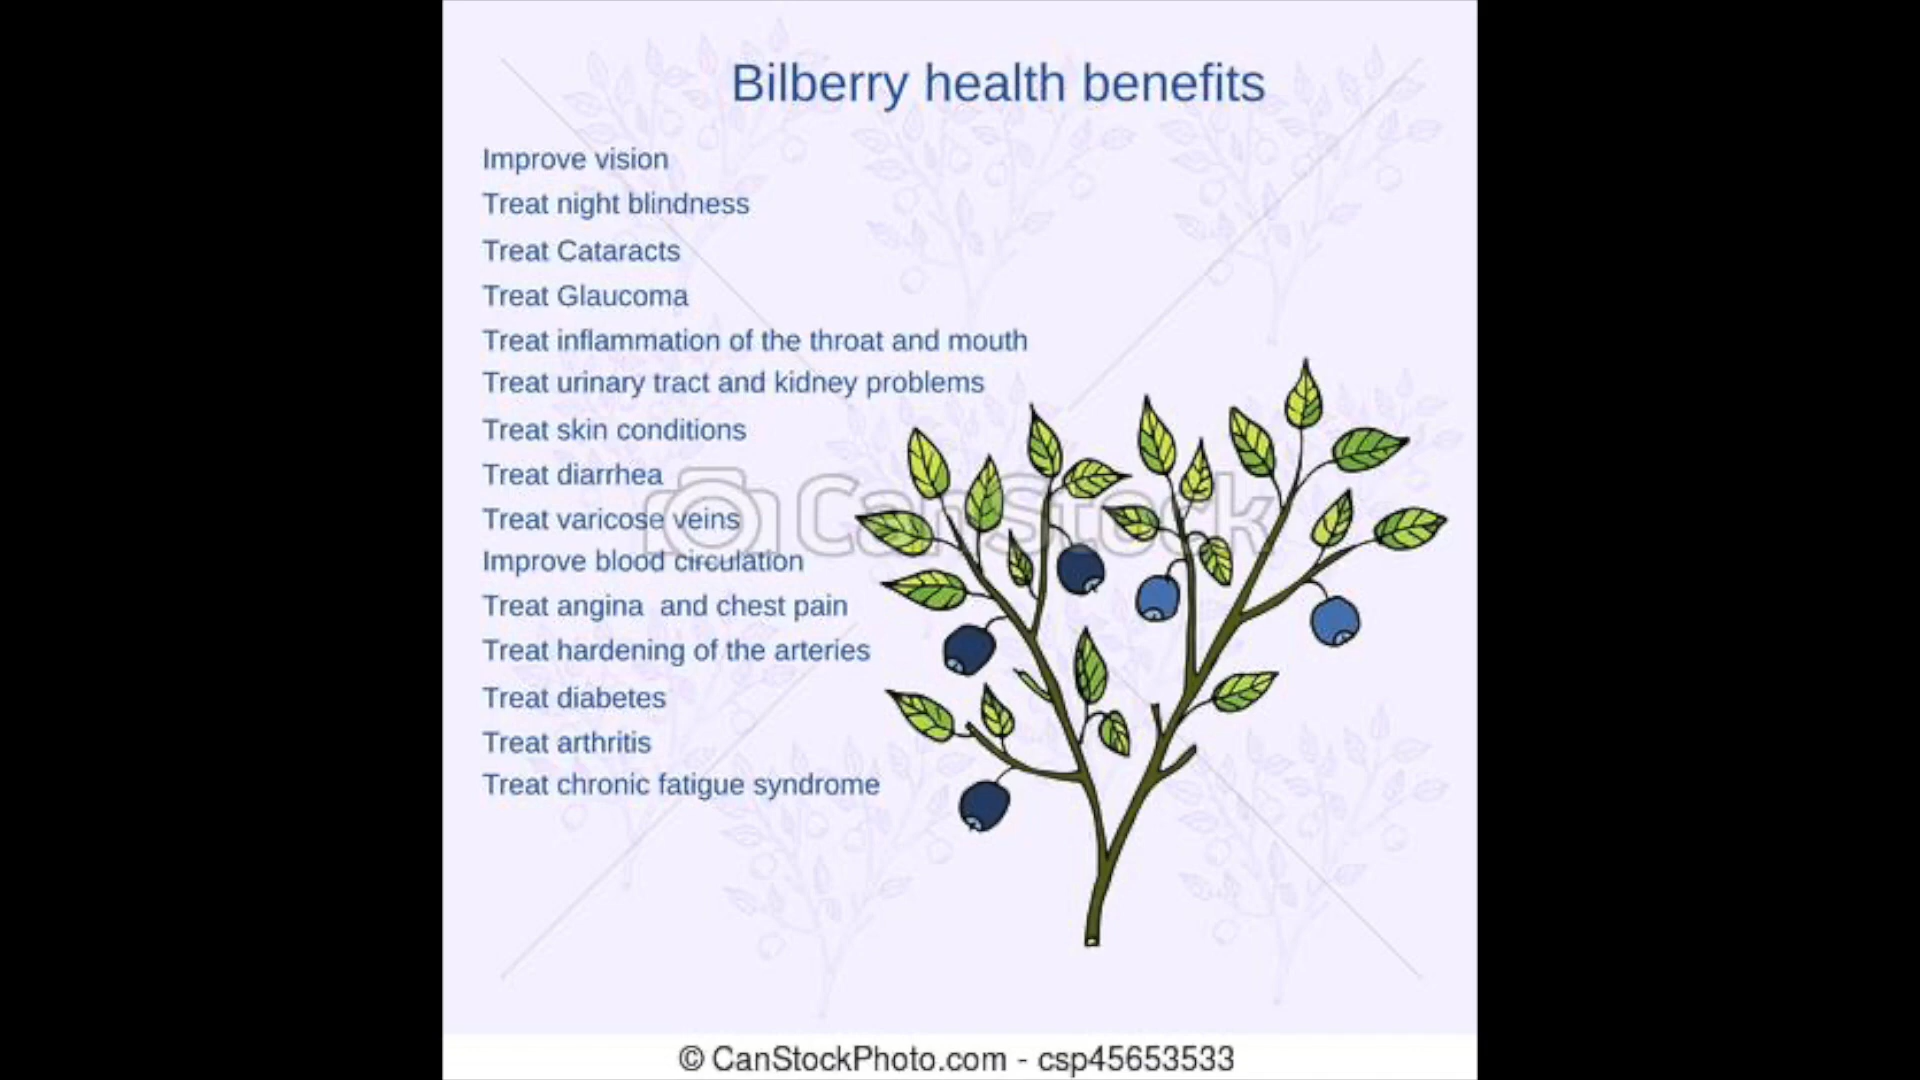 Bilberry health benefits
Improve vision
Treat night blindness
Treat Cataracts
Treat Glaucoma
Treat inflammation of the throat and mouth
Treat urinary tract and kidney problems
Treat skin conditions
Treat diarrhea
Treat varicose veins
CanStock
Improve blood circulation
Treat angina  and chest pain
Treat hardening of the arteries
Treat diabetes
Treat arthritis
Treat chronic fatigue syndrome
© CanStockPhoto.com - csp45653533